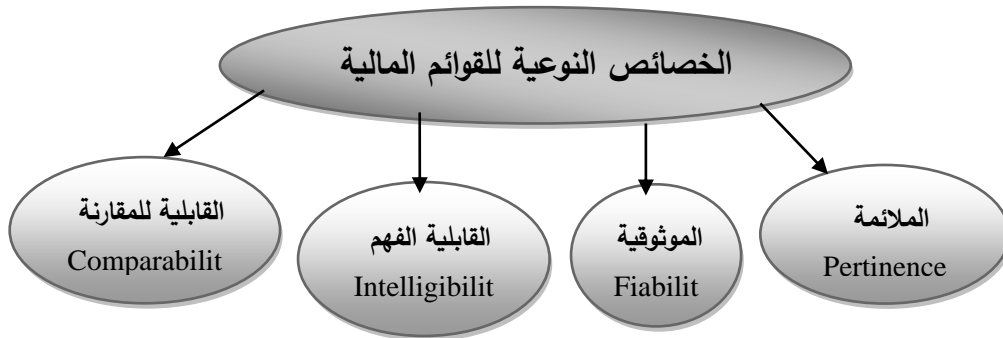 الخصائص النوعية للقوائم المالية
الملائمة
Pertinence
الموثوقية
Fiabilit
القابلية الفهم
Intelligibilit
القابلية للمقارنة
Comparabilit